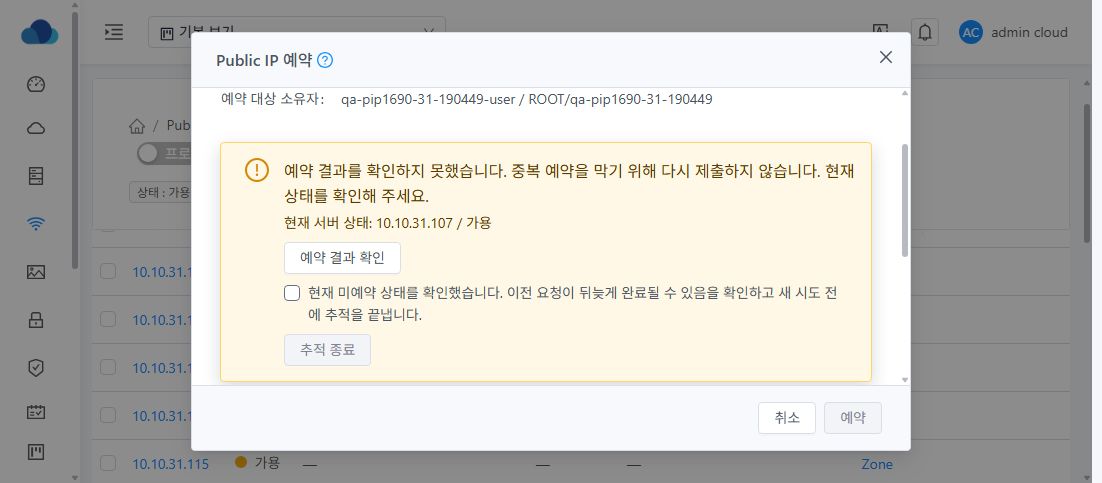 기본 보기
AC admin cloud
Public IP 예약
예약 대상 소유자: qa-pip1690-31-190449-user / ROOT/qa-pip1690-31-190449
/ Pub
프로
상태 : 가용
예약 결과를 확인하지 못했습니다. 중복 예약을 막기 위해 다시 제출하지 않습니다. 현재
상태를 확인해 주세요.
현재 서버 상태: 10.10.31.107 / 가용
예약 결과 확인
현재 미예약 상태를 확인했습니다. 이전 요청이 뒤늦게 완료될 수 있음을 확인하고 새 시도 전
에 추적을 끝냅니다.
추적 종료
10.10.31.1
10.10.31.1
10.10.31.1
10.10.31.1
취소
예약
10.10.31.115 가용 — — — Zone